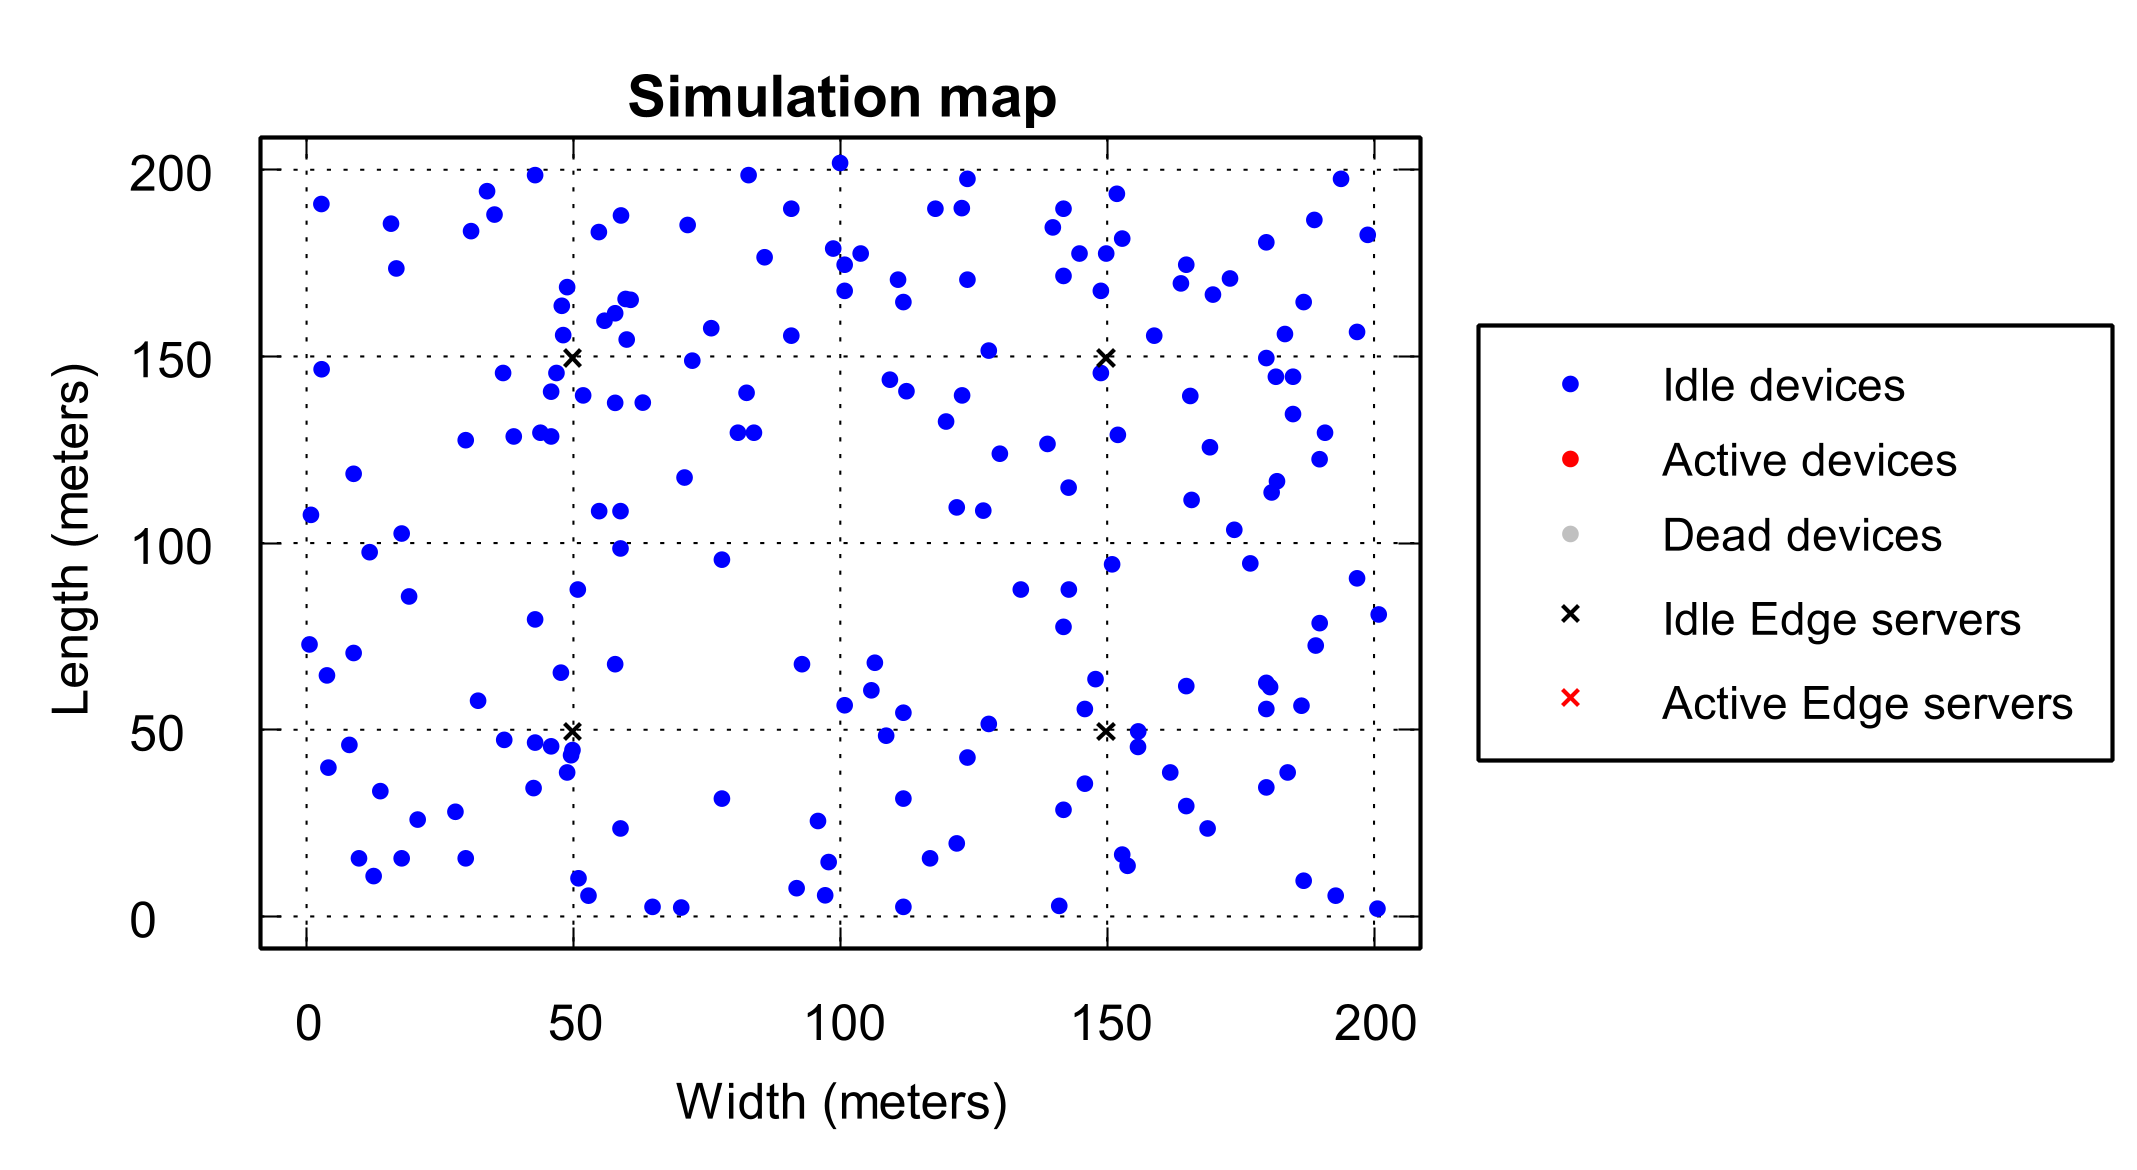 Simulation map
200
150
100
50
0
Length (meters)
0 50 100 150 200
Width (meters)
Idle devices
Active devices
Dead devices
Idle Edge servers
Active Edge servers